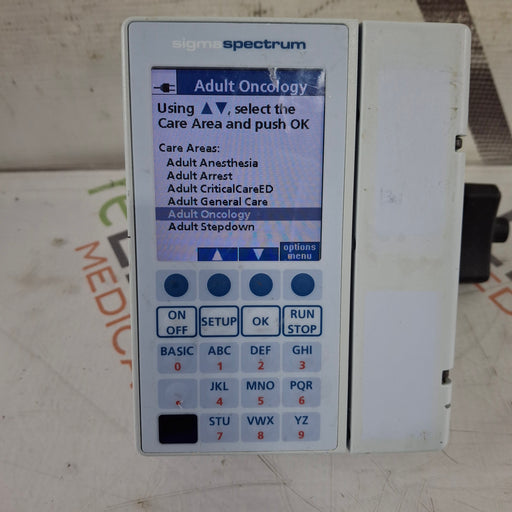 sigmaspectrum
Adult Oncology
Using ▲▼, select the
Care Area and push OK
Care Areas:
Adult Anesthesia
Adult Arrest
Adult CriticalCareED
Adult General Care
Adult Oncology
Adult Stepdown
▲ ▼ options
menu
ON
OFF
SETUP
OK
RUN
STOP
BASIC ABC DEF GHI
0 1 2 3
JKL MNO PQR
4 5 6
STU VWX YZ
7 8 9